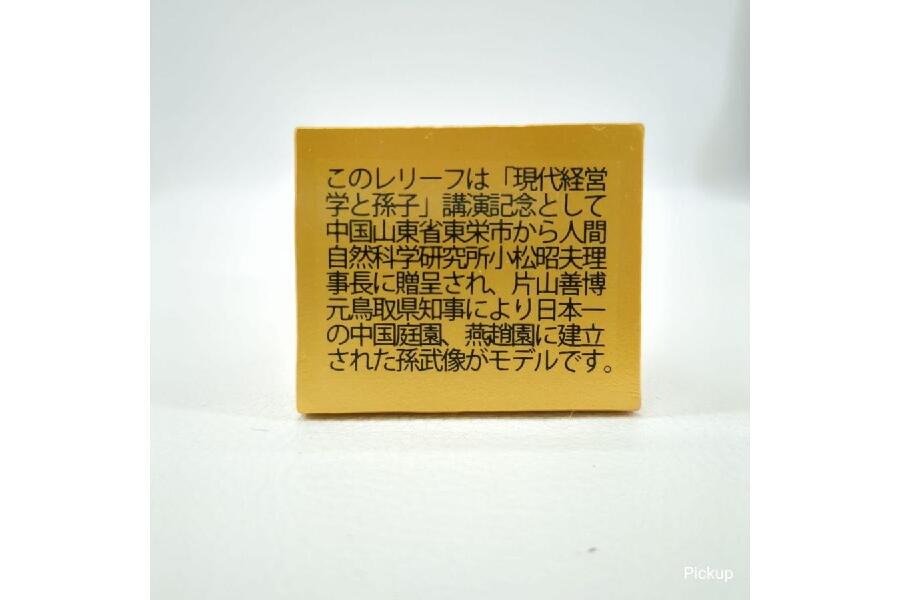 このレリーフは「現代経営
学と孫子」講演記念として
中国山東省東栄市から人間
自然科学研究所小松昭夫理
事長に贈呈され、片山善博
元鳥取県知事により日本一
の中国庭園、燕趙園に建立
された孫武像がモデルです。
Pickup